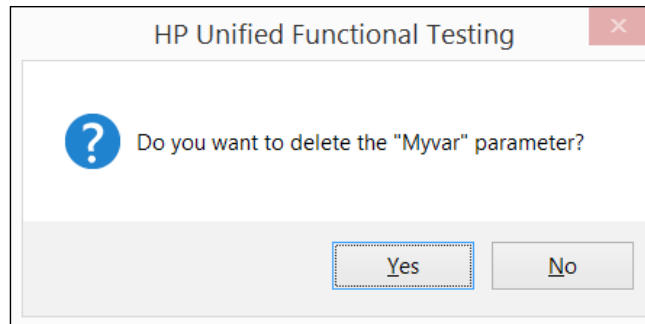 HP Unified Functional Testing
Do you want to delete the "Myvar" parameter?
Yes No